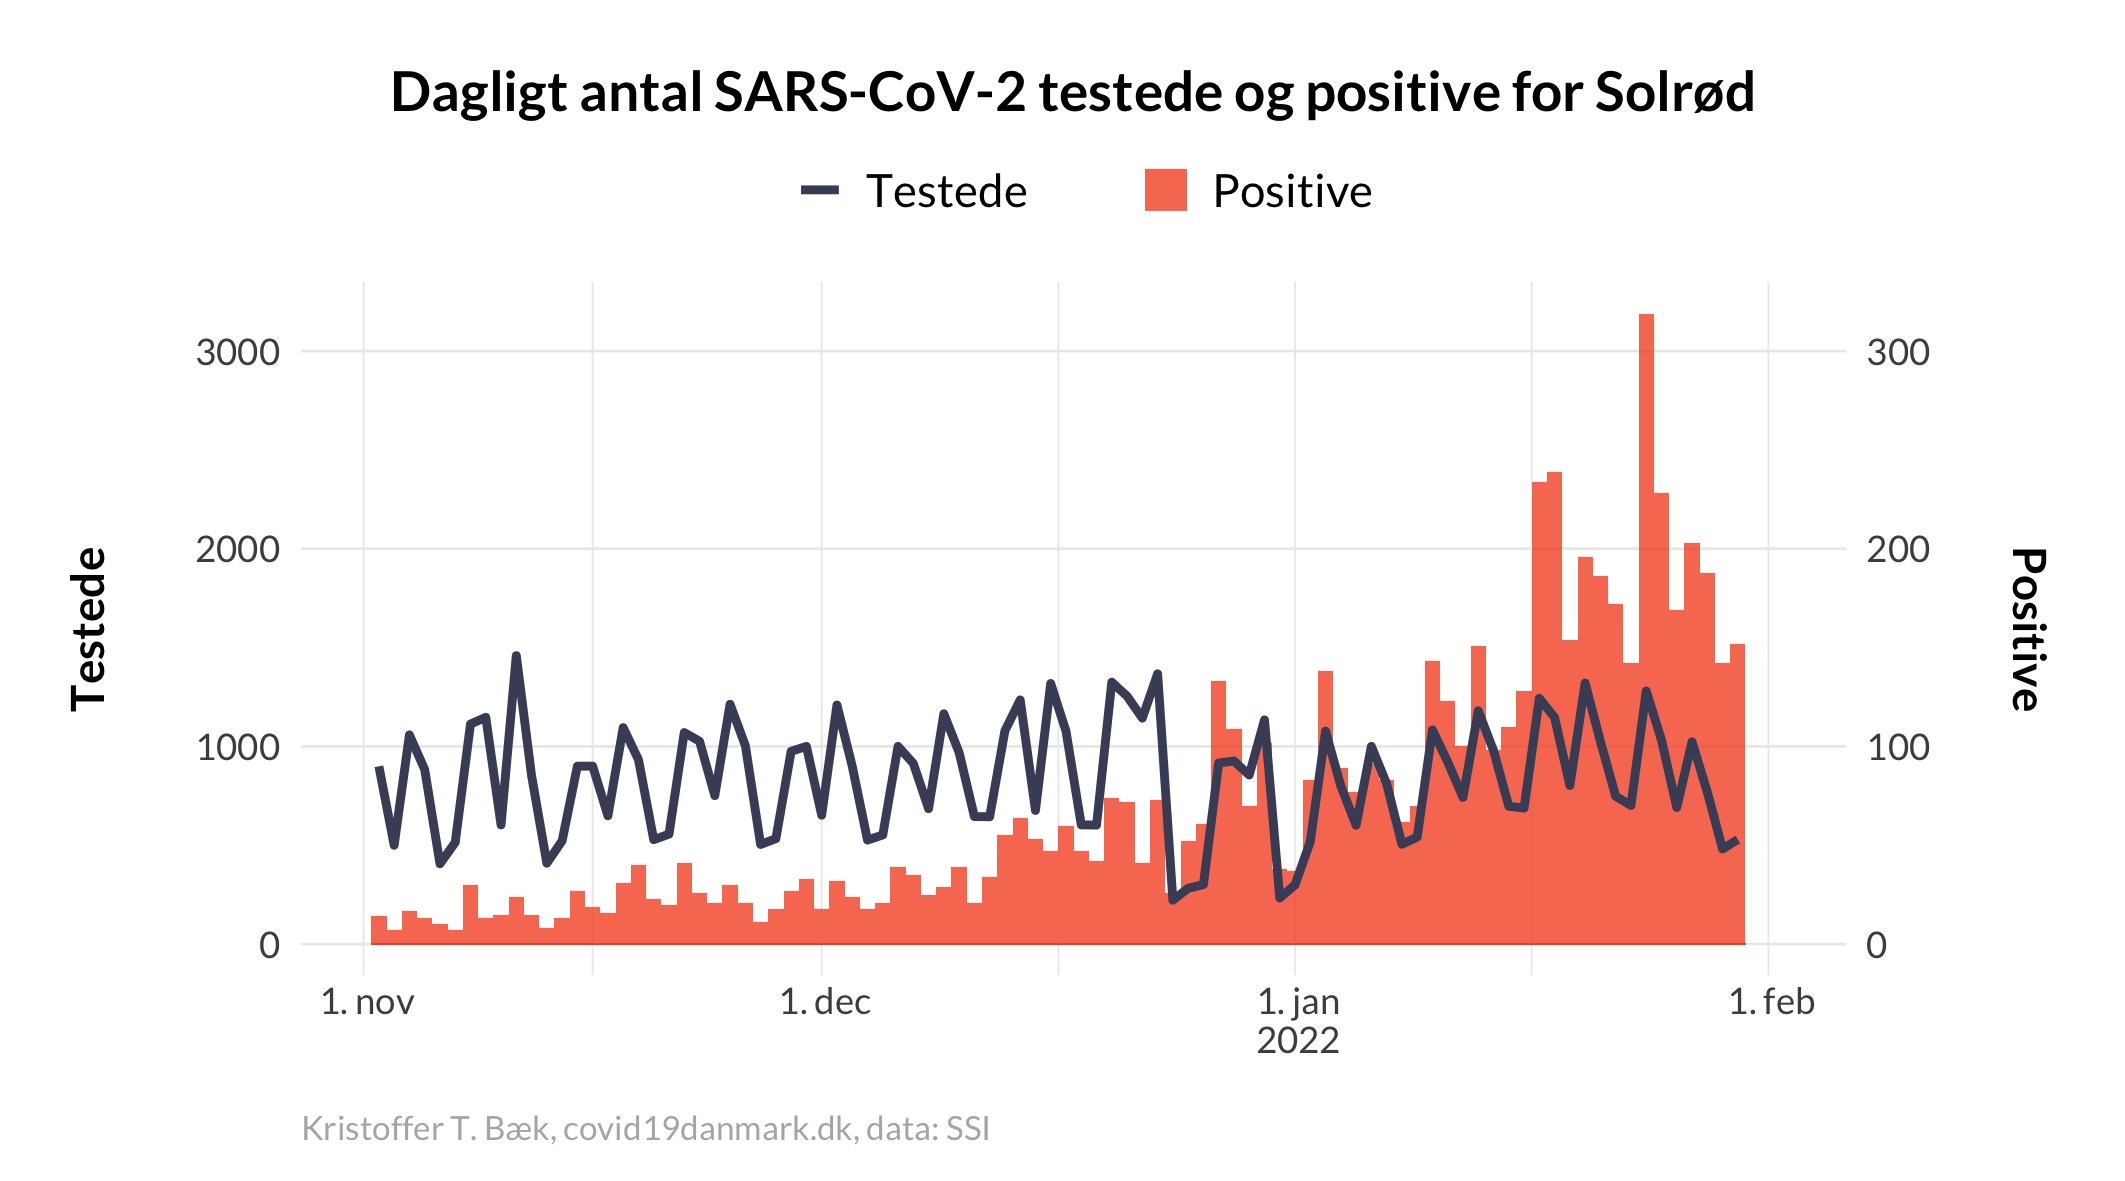 Dagligt antal SARS-CoV-2 testede og positive for Solrød
Testede
Positive
3000
2000
1000
0
Testede
300
200
100
0
Positive
1. nov
1. dec
1. jan
2022
1. feb
Kristoffer T. Bæk, covid19danmark.dk, data: SSI